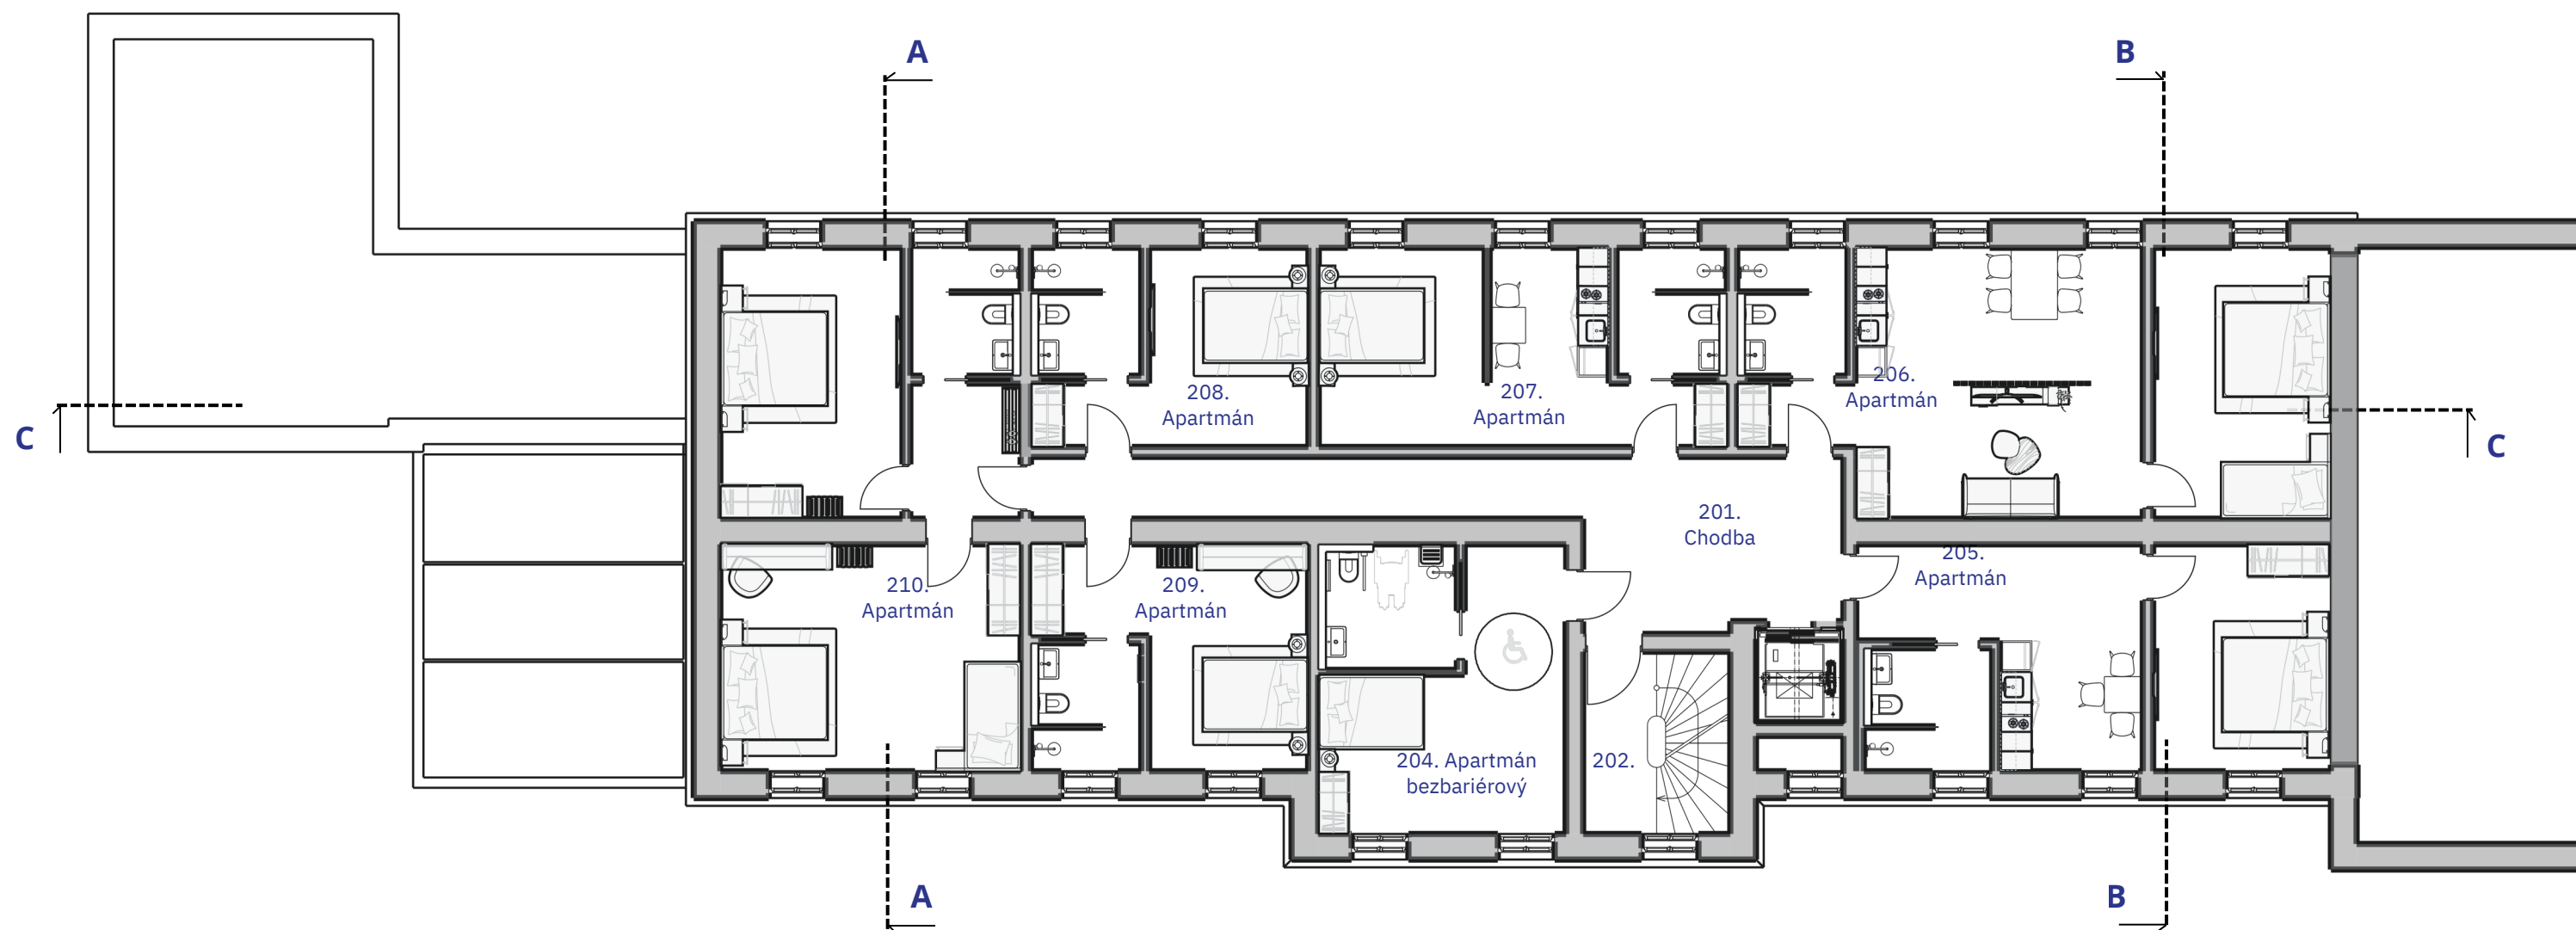 A
B
208.
Apartmán
207.
Apartmán
206.
Apartmán
C
C
201.
Chodba
210.
Apartmán
209.
Apartmán
205.
Apartmán
204. Apartmán
bezbariérový
202.
A
B